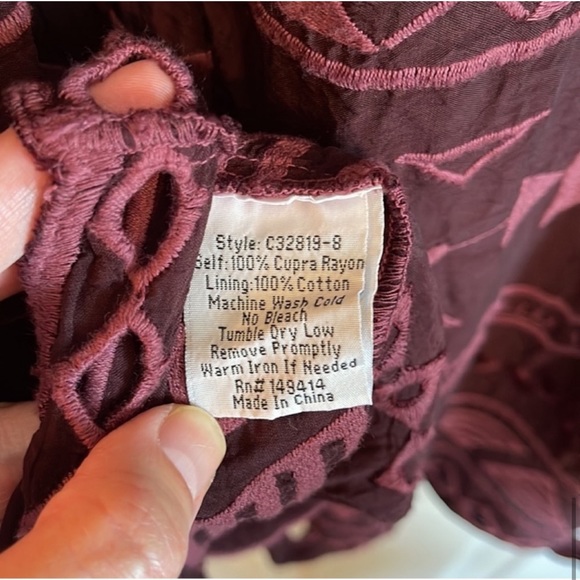 Style: C32819-8
Self:100% Cupra Rayon
Lining:100% Cotton
Machine Wash Cold
No Bleach
Tumble Dry Low
Remove Promptly
Warm Iron If Needed
Rn# 149414
Made In China